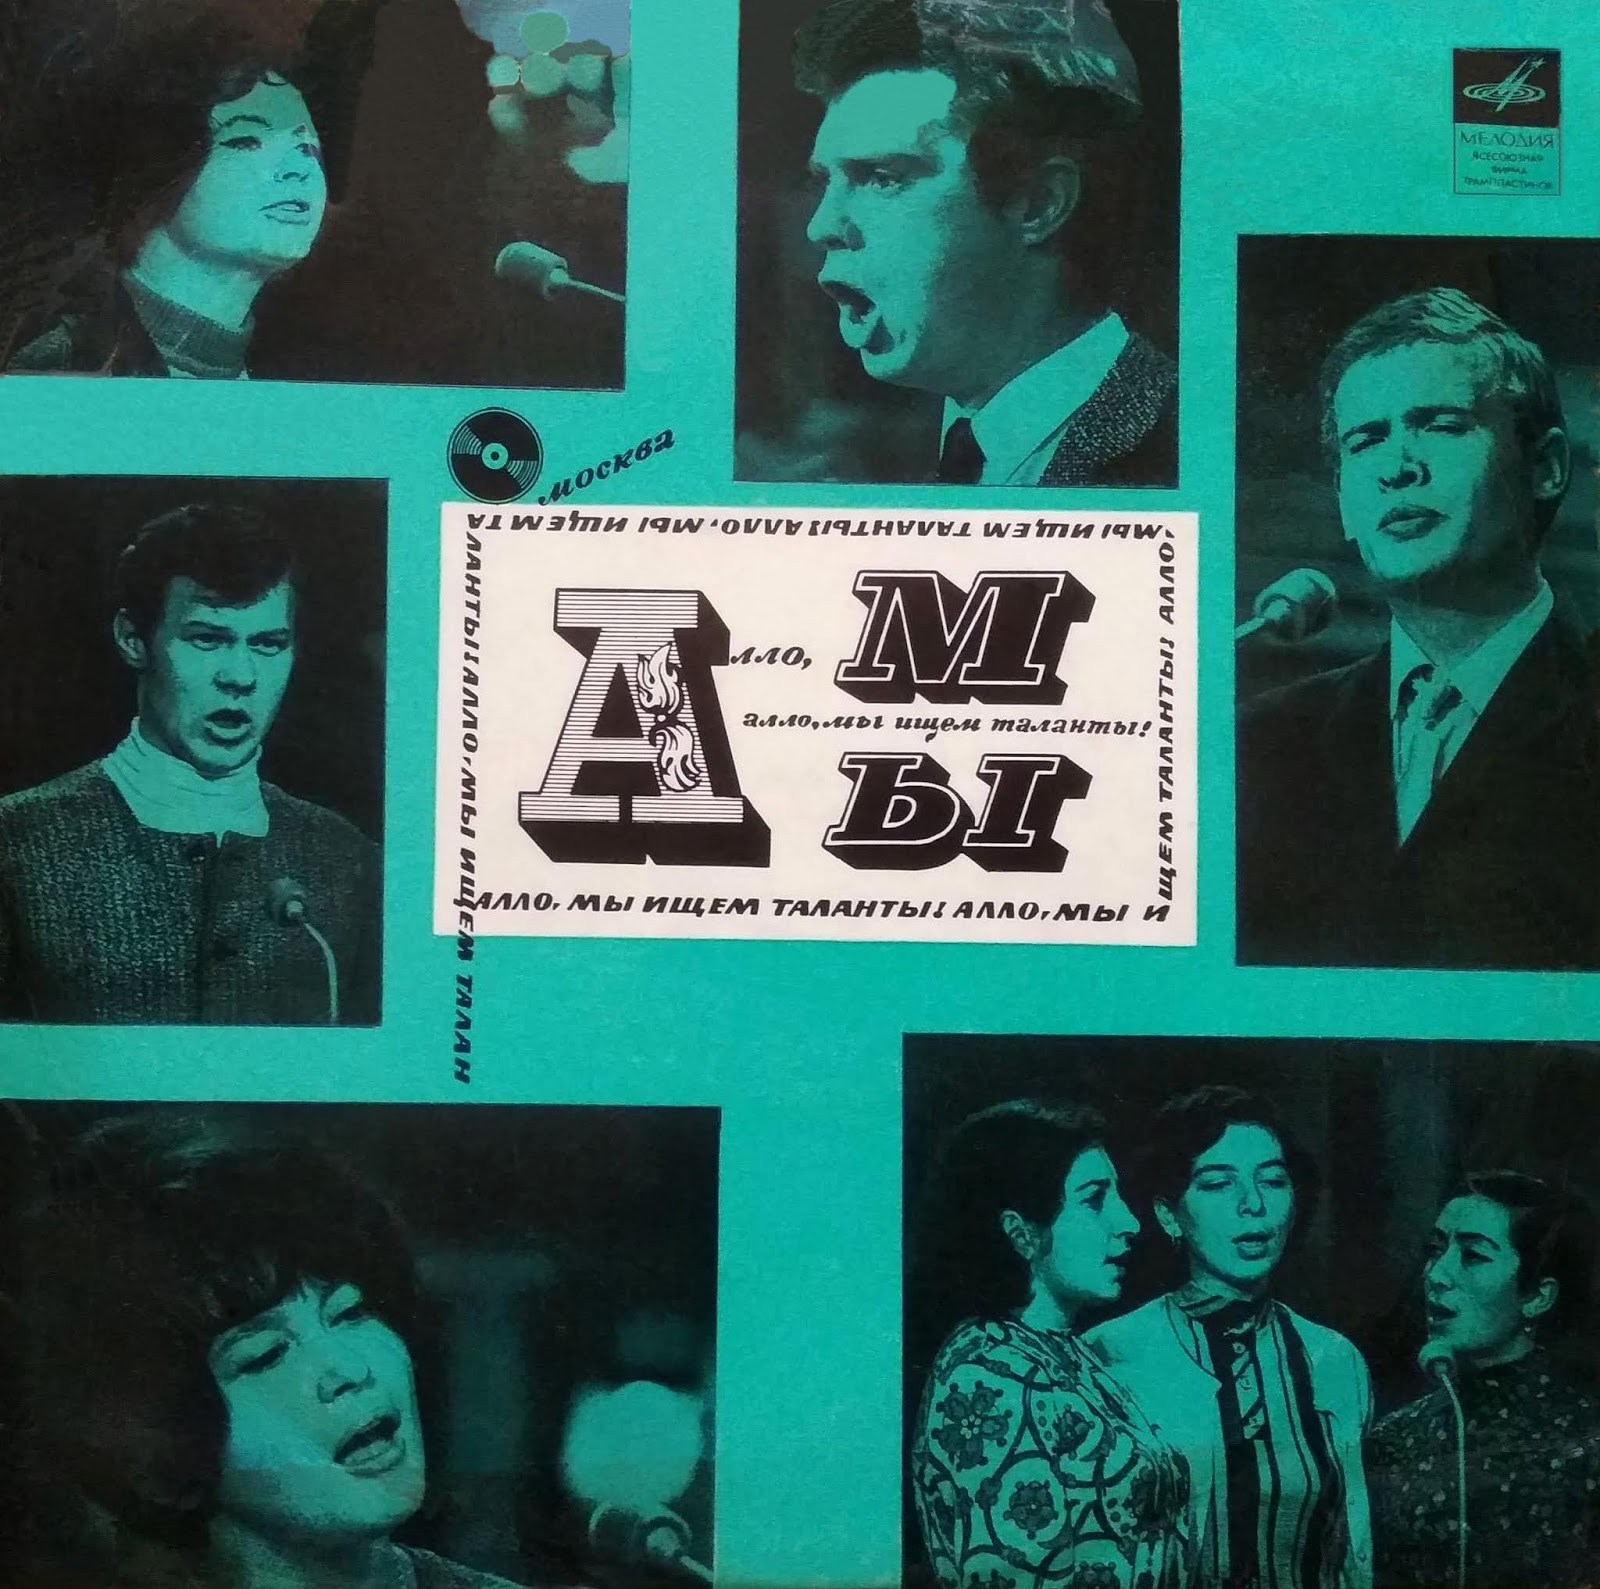 МЕЛОДИЯ
ВСЕСОЮЗНАЯ
ФИРМА
ГРАМПЛАСТИНОК
МОСКВА
МЫ ИЩЕМ ТАЛАНТЫ! АЛЛО, МЫ ИЩЕМ ТА
ЛАНТЫ! АЛЛО, МЫ ИЩЕМ ТАЛАН
АЛЛО,
МЫ
алло, мы ищем таланты!
АЛЛО, МЫ ИЩЕМ ТАЛАНТЫ! АЛЛО, МЫ И
ЩЕМ ТАЛАНТЫ! АЛЛО,